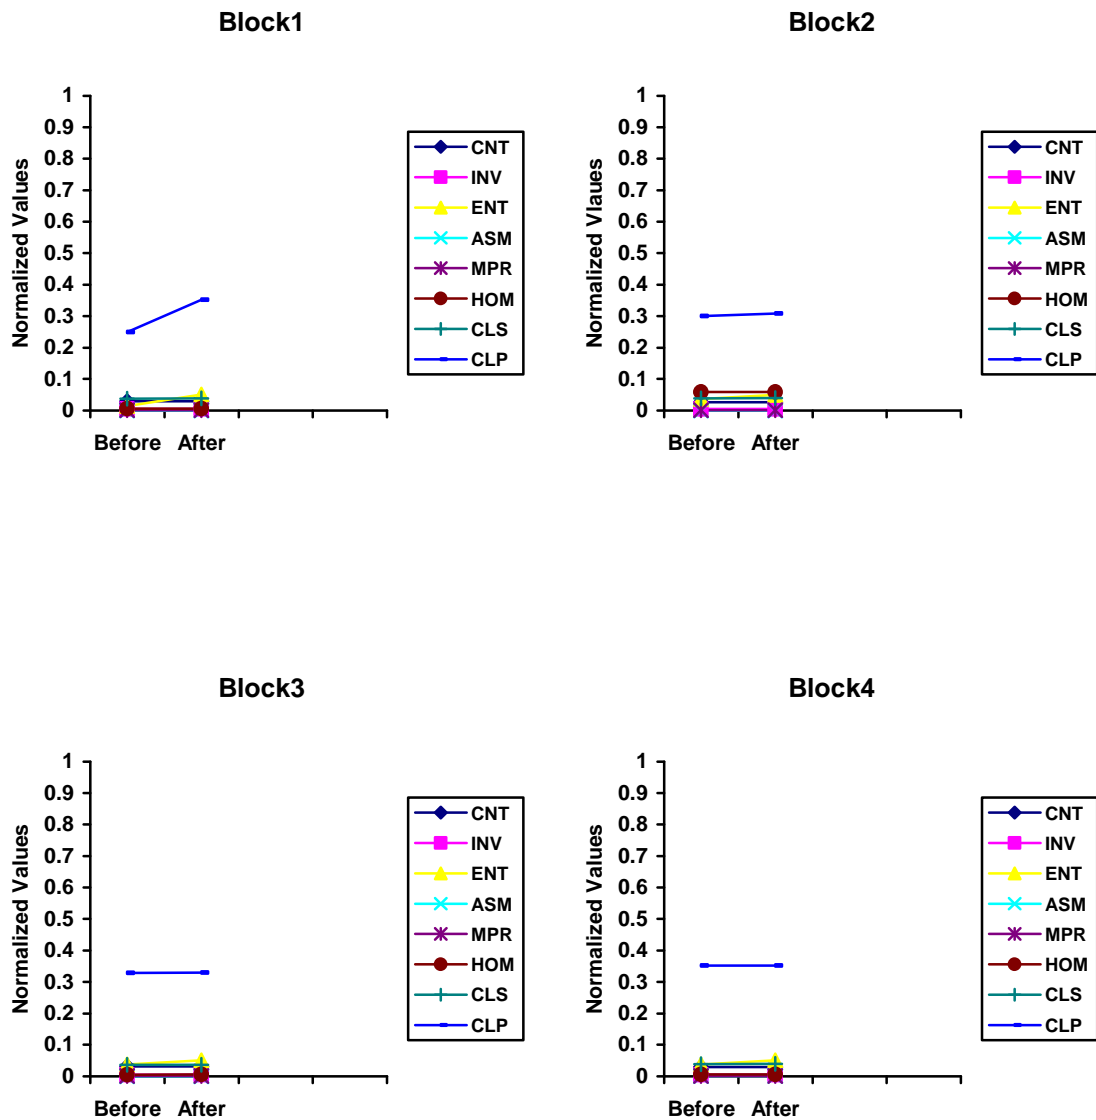 Block1
Normalized Values
1
0.9
0.8
0.7
0.6
0.5
0.4
0.3
0.2
0.1
0
Before After
CNT
INV
ENT
ASM
MPR
HOM
CLS
CLP
Block2
Normalized Vlaues
1
0.9
0.8
0.7
0.6
0.5
0.4
0.3
0.2
0.1
0
Before After
CNT
INV
ENT
ASM
MPR
HOM
CLS
CLP
Block3
Normalized Values
1
0.9
0.8
0.7
0.6
0.5
0.4
0.3
0.2
0.1
0
Before After
CNT
INV
ENT
ASM
MPR
HOM
CLS
CLP
Block4
Normalized Values
1
0.9
0.8
0.7
0.6
0.5
0.4
0.3
0.2
0.1
0
Before After
CNT
INV
ENT
ASM
MPR
HOM
CLS
CLP